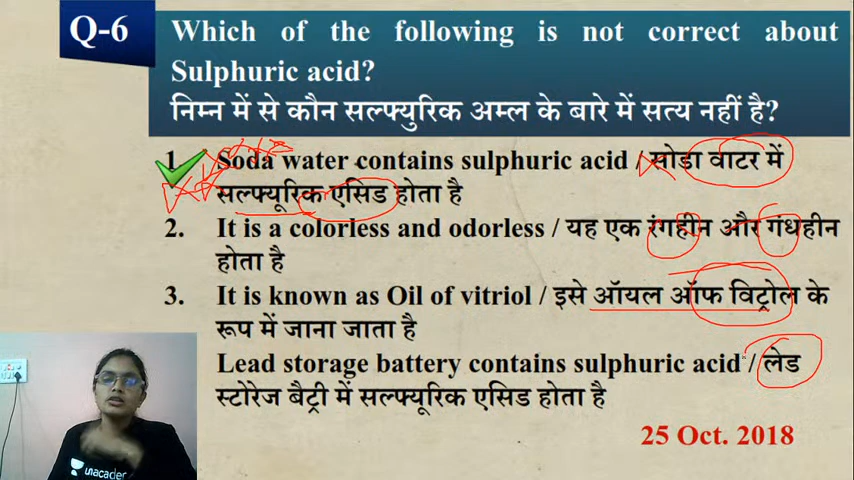 Q-6 Which of the following is not correct about
Sulphuric acid?
निम्न में से कौन सल्फ्युरिक अम्ल के बारे में सत्य नहीं है?
1. Soda water contains sulphuric acid / सोडा वाटर में
सल्फ्यूरिक एसिड होता है
2. It is a colorless and odorless / यह एक रंगहीन और गंधहीन
होता है
3. It is known as Oil of vitriol / इसे ऑयल ऑफ विट्रोल के
रूप में जाना जाता है
Lead storage battery contains sulphuric acid / लेड
स्टोरेज बैट्री में सल्फ्यूरिक एसिड होता है
25 Oct. 2018
unacade